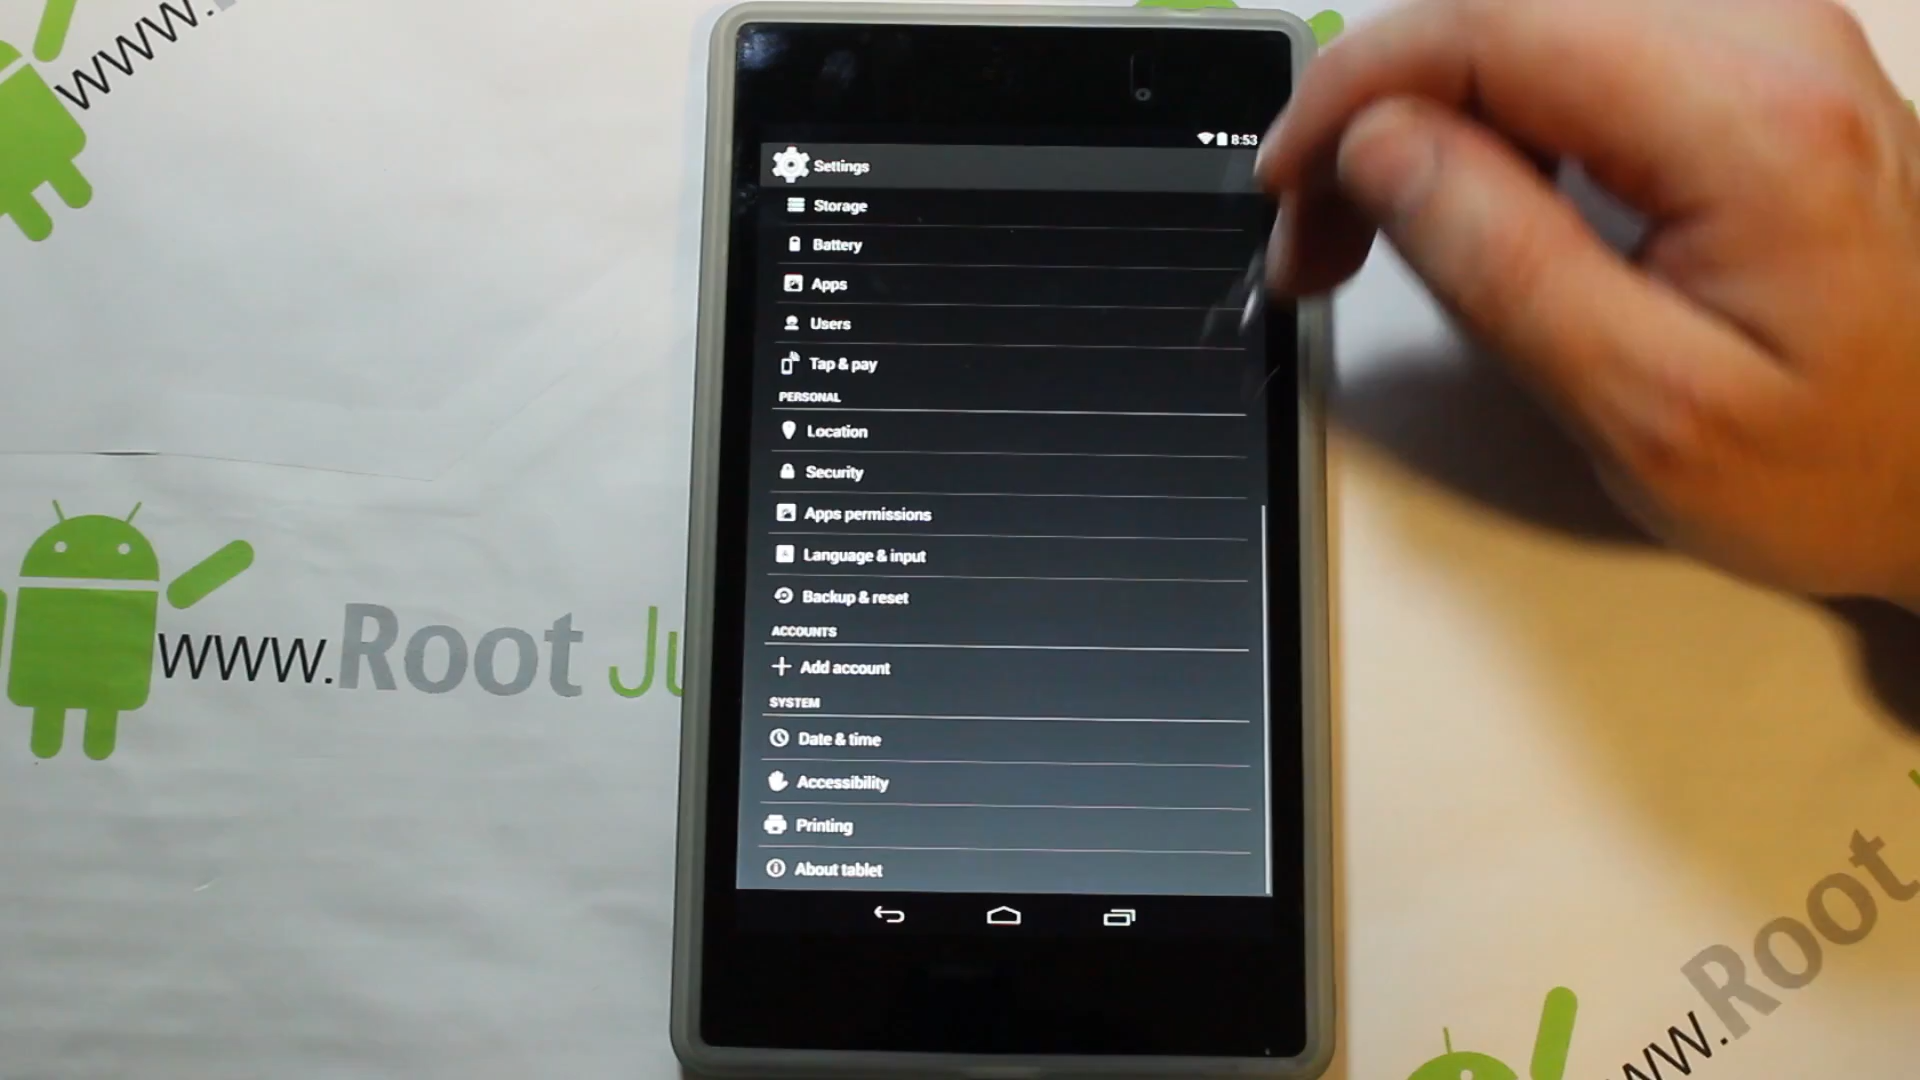 www.
8:53
Settings
Storage
Battery
Apps
Users
Tap & pay
PERSONAL
Location
Security
Apps permissions
Language & input
Backup & reset
ACCOUNTS
Add account
SYSTEM
Date & time
Accessibility
Printing
About tablet
www.Root Ju
www.Root